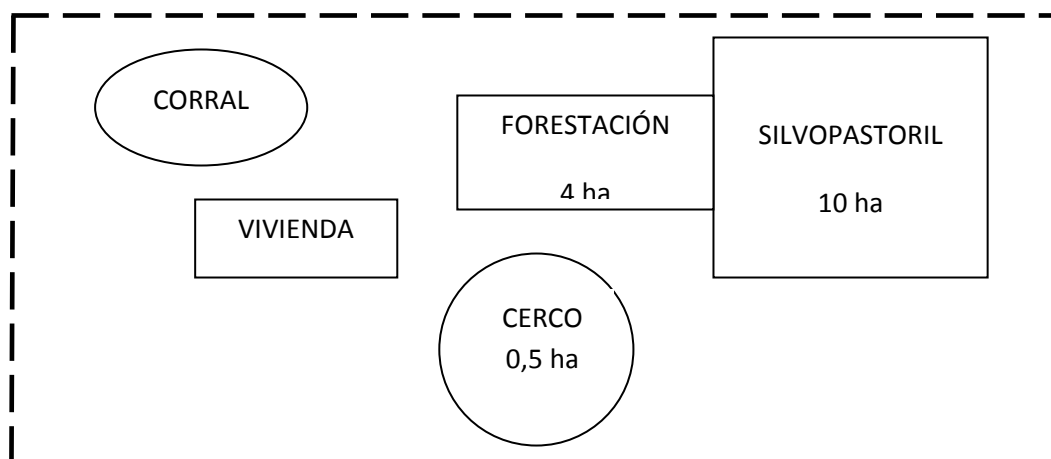 CORRAL
FORESTACIÓN
4 ha
SILVOPASTORIL
10 ha
VIVIENDA
CERCO
0,5 ha